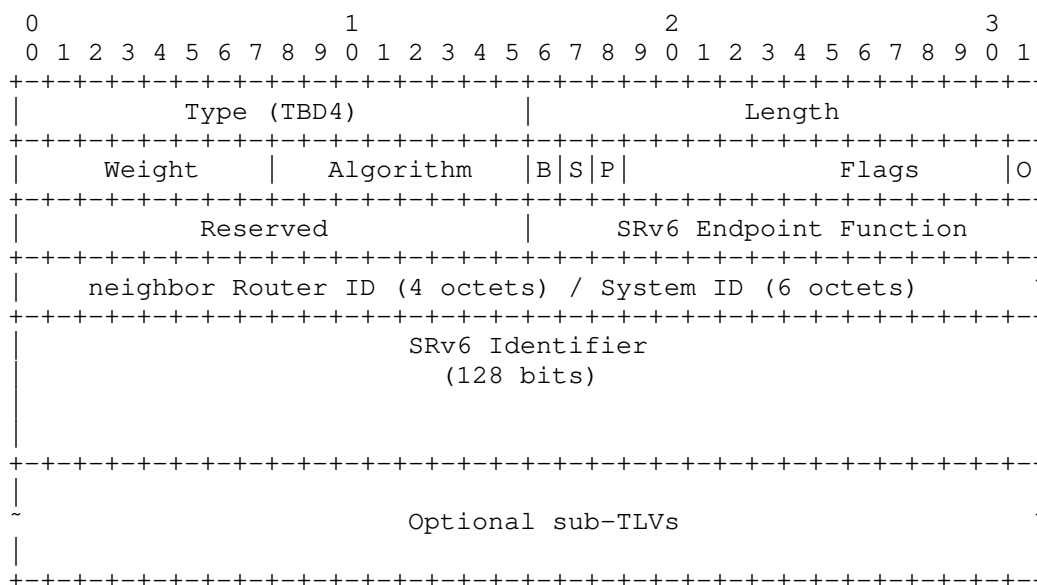 0                   1                   2                   3
0 1 2 3 4 5 6 7 8 9 0 1 2 3 4 5 6 7 8 9 0 1 2 3 4 5 6 7 8 9 0 1
+-+-+-+-+-+-+-+-+-+-+-+-+-+-+-+-+-+-+-+-+-+-+-+-+-+-+-+-+-+-+-+-
|          Type (TBD4)          |             Length
+-+-+-+-+-+-+-+-+-+-+-+-+-+-+-+-+-+-+-+-+-+-+-+-+-+-+-+-+-+-+-+-
|     Weight    |   Algorithm   |B|S|P|             Flags     |O
+-+-+-+-+-+-+-+-+-+-+-+-+-+-+-+-+-+-+-+-+-+-+-+-+-+-+-+-+-+-+-+-
|           Reserved            |     SRv6 Endpoint Function
+-+-+-+-+-+-+-+-+-+-+-+-+-+-+-+-+-+-+-+-+-+-+-+-+-+-+-+-+-+-+-+-
|    neighbor Router ID (4 octets) / System ID (6 octets)
+-+-+-+-+-+-+-+-+-+-+-+-+-+-+-+-+-+-+-+-+-+-+-+-+-+-+-+-+-+-+-+-
|                        SRv6 Identifier
|                          (128 bits)
|
|
+-+-+-+-+-+-+-+-+-+-+-+-+-+-+-+-+-+-+-+-+-+-+-+-+-+-+-+-+-+-+-+-
|
~                        Optional sub-TLVs
|
+-+-+-+-+-+-+-+-+-+-+-+-+-+-+-+-+-+-+-+-+-+-+-+-+-+-+-+-+-+-+-+-